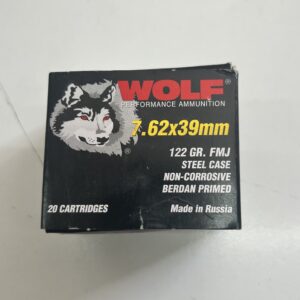 WOLF®
PERFORMANCE AMMUNITION
7.62x39mm
®
122 GR. FMJ
STEEL CASE
NON-CORROSIVE
BERDAN PRIMED
20 CARTRIDGES
Made in Russia